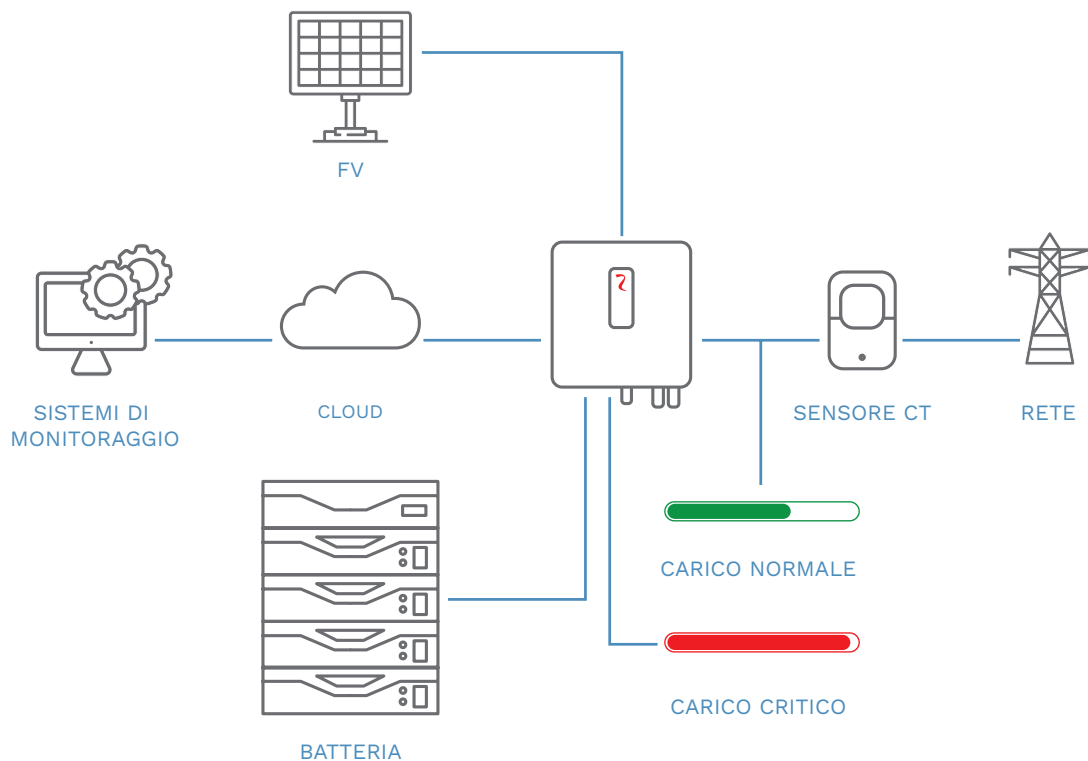 FV
SISTEMI DI
MONITORAGGIO
CLOUD
SENSORE CT
RETE
CARICO NORMALE
CARICO CRITICO
BATTERIA